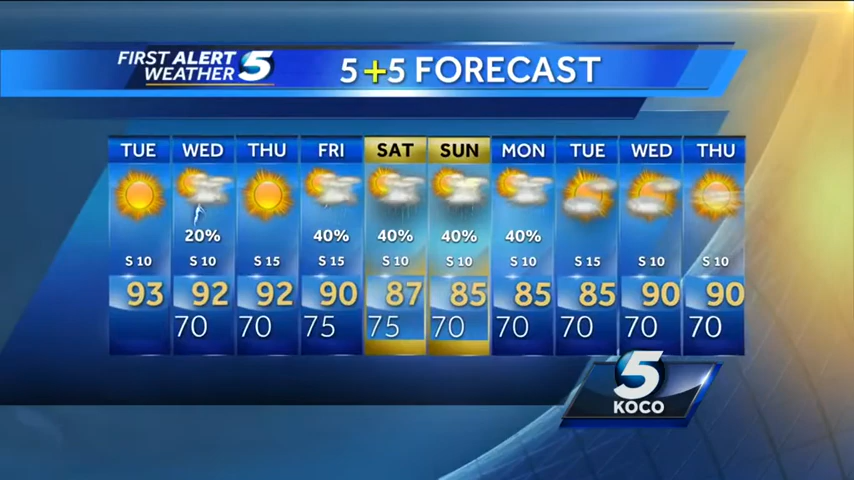 FIRST ALERT
WEATHER 5
5+5 FORECAST
TUE WED THU FRI SAT SUN MON TUE WED THU
20% 40% 40% 40% 40%
S 10 S 10 S 15 S 15 S 10 S 10 S 10 S 15 S 10 S 10
93 92 92 90 87 85 85 85 90 90
70 70 75 75 70 70 70 70 70
5
KOCO